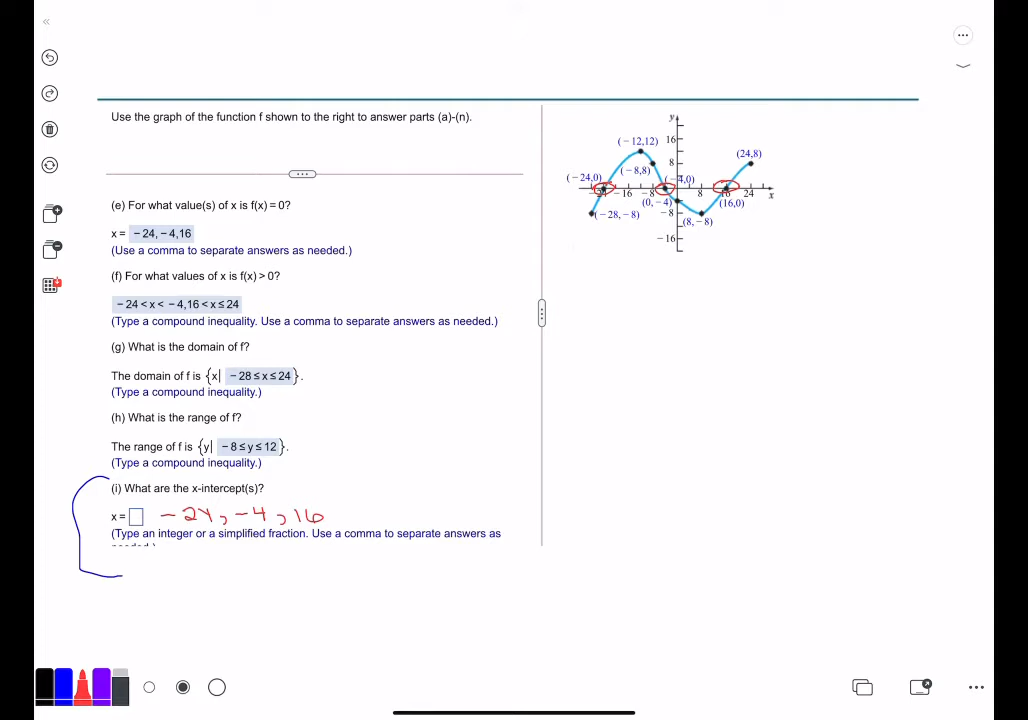 Use the graph of the function f shown to the right to answer parts (a)-(n).
(e) For what value(s) of x is f(x) = 0?
x = − 24, − 4,16
(Use a comma to separate answers as needed.)
(f) For what values of x is f(x) > 0?
− 24 < x < − 4,16 < x ≤ 24
(Type a compound inequality. Use a comma to separate answers as needed.)
(g) What is the domain of f?
The domain of f is {x| − 28 ≤ x ≤ 24}.
(Type a compound inequality.)
(h) What is the range of f?
The range of f is {y| − 8 ≤ y ≤ 12}.
(Type a compound inequality.)
(i) What are the x-intercept(s)?
x = − 24, − 4, 16
(Type an integer or a simplified fraction. Use a comma to separate answers as
needed.)
y
(− 12,12) 16
(24,8)
(− 8,8) 8
(− 24,0) (− 4,0)
− 24 − 16 − 8 8 16 24 x
(0, − 4) (16,0)
(− 28, − 8) − 8 (8, − 8)
− 16